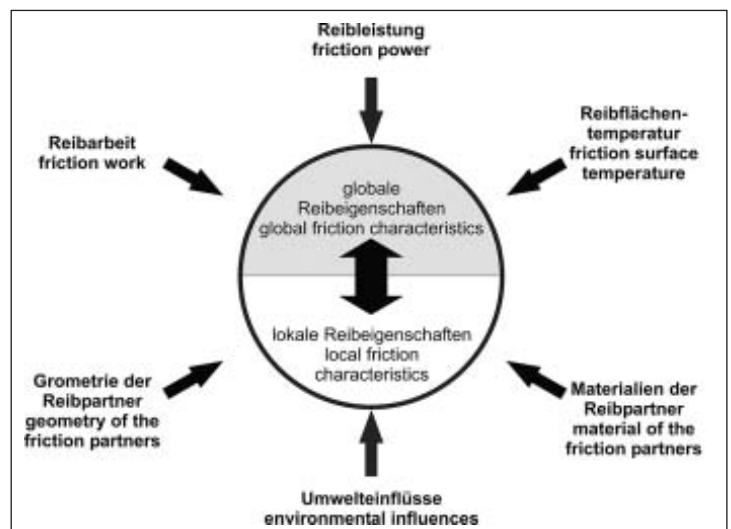 Reibleistung
friction power
Reibarbeit
friction work
Reibflächen-
temperatur
friction surface
temperature
globale
Reibeigenschaften
global friction characteristics
lokale Reibeigenschaften
local friction
characteristics
Grometrie der
Reibpartner
geometry of the
friction partners
Materialien der
Reibpartner
material of the
friction partners
Umwelteinflüsse
environmental influences